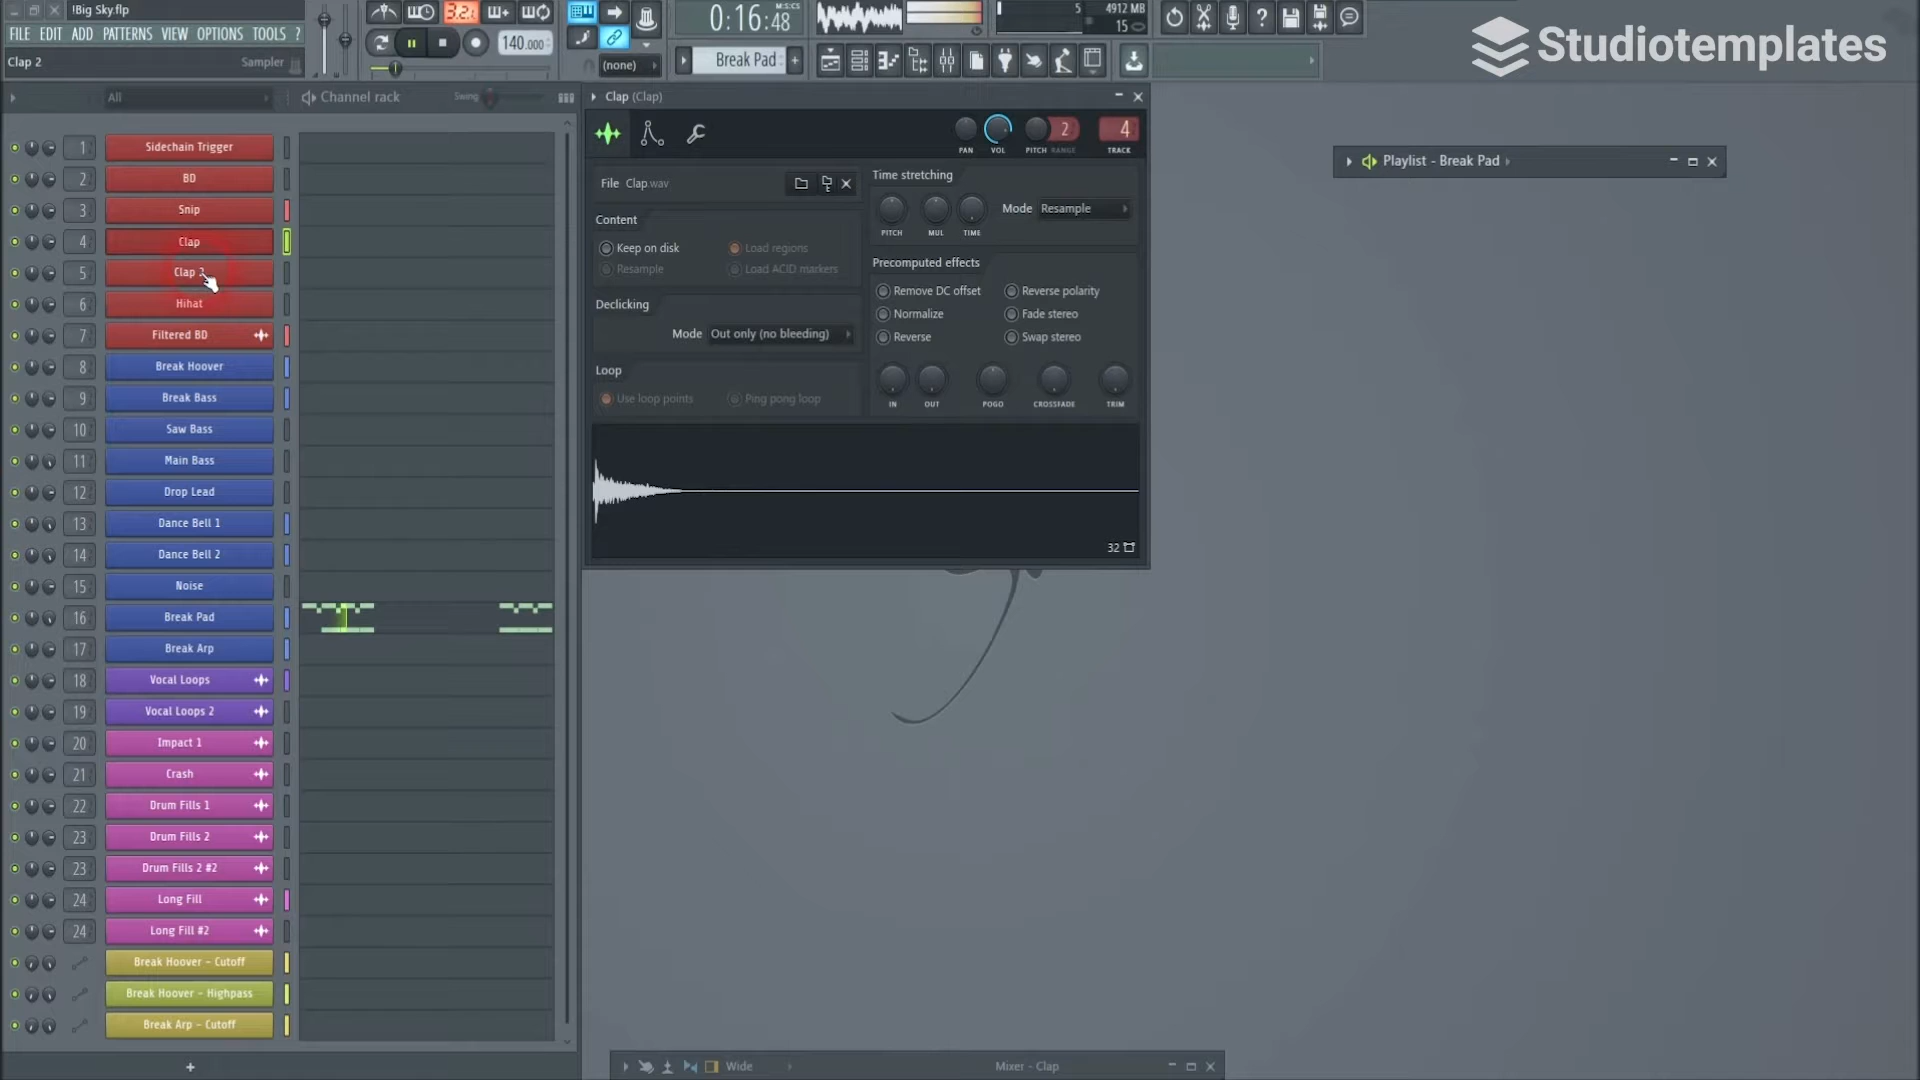 !Big Sky.flp
FILE EDIT ADD PATTERNS VIEW OPTIONS TOOLS ?
Clap 2 Sampler
3.2.
140.000
(none)
0:16:48
M:S:CS
Break Pad
+
5
4912 MB
15
Studiotemplates
All
Channel rack
Swing
1 Sidechain Trigger
2 BD
3 Snip
4 Clap
5 Clap 2
6 Hihat
7 Filtered BD
8 Break Hoover
9 Break Bass
10 Saw Bass
11 Main Bass
12 Drop Lead
13 Dance Bell 1
14 Dance Bell 2
15 Noise
16 Break Pad
17 Break Arp
18 Vocal Loops
19 Vocal Loops 2
20 Impact 1
21 Crash
22 Drum Fills 1
23 Drum Fills 2
23 Drum Fills 2 #2
24 Long Fill
24 Long Fill #2
Break Hoover - Cutoff
Break Hoover - Highpass
Break Arp - Cutoff
+
Clap (Clap)
2
4
PAN VOL PITCH RANGE TRACK
File Clap.wav
Content
Keep on disk Load regions
Resample Load ACID markers
Declicking
Mode Out only (no bleeding)
Loop
Use loop points Ping pong loop
Time stretching
Mode Resample
PITCH MUL TIME
Precomputed effects
Remove DC offset Reverse polarity
Normalize Fade stereo
Reverse Swap stereo
IN OUT POGO CROSSFADE TRIM
32
Playlist - Break Pad
Wide Mixer - Clap